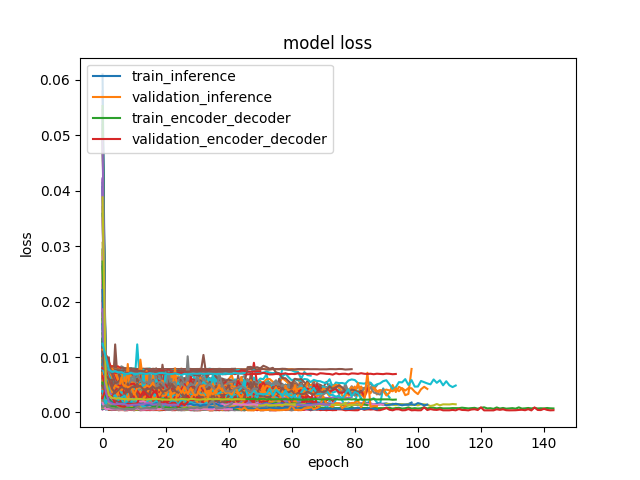 model loss
train_inference
validation_inference
train_encoder_decoder
validation_encoder_decoder
0.06
0.05
0.04
0.03
0.02
0.01
0.00
loss
0 20 40 60 80 100 120 140
epoch